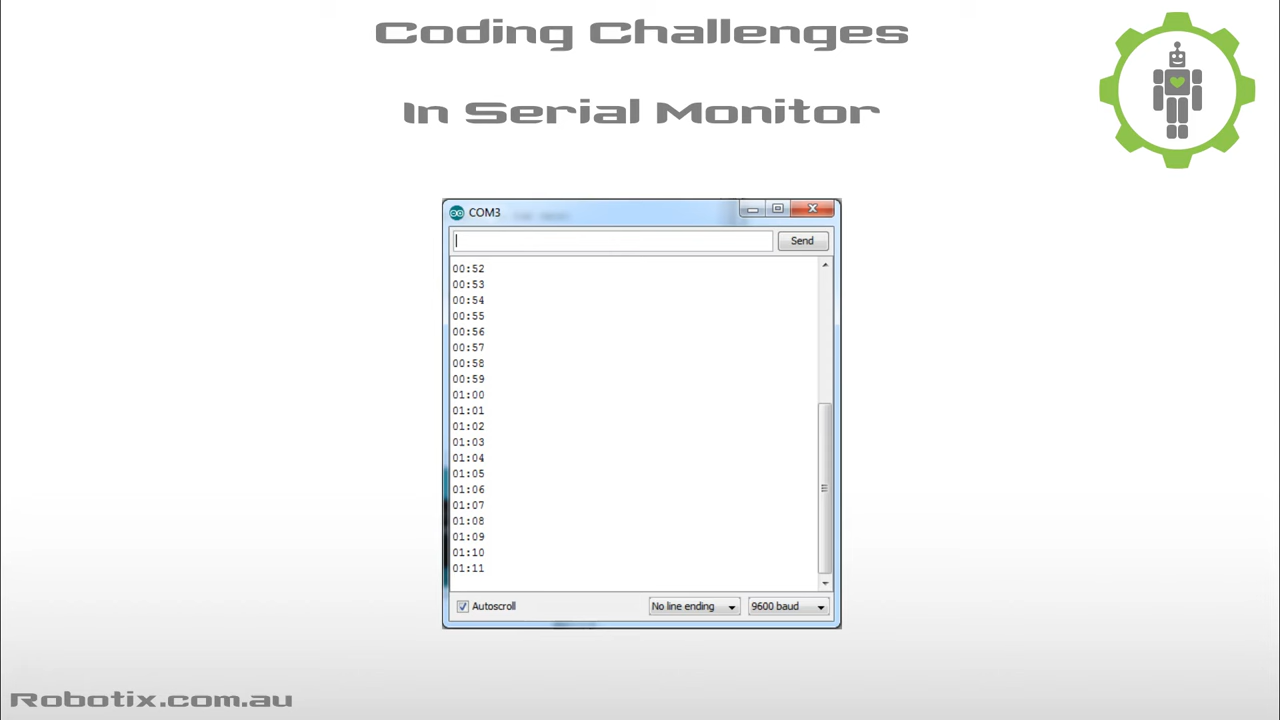 Coding Challenges
In Serial Monitor
COM3
Send
00:52
00:53
00:54
00:55
00:56
00:57
00:58
00:59
01:00
01:01
01:02
01:03
01:04
01:05
01:06
01:07
01:08
01:09
01:10
01:11
Autoscroll
No line ending
9600 baud
Robotix.com.au